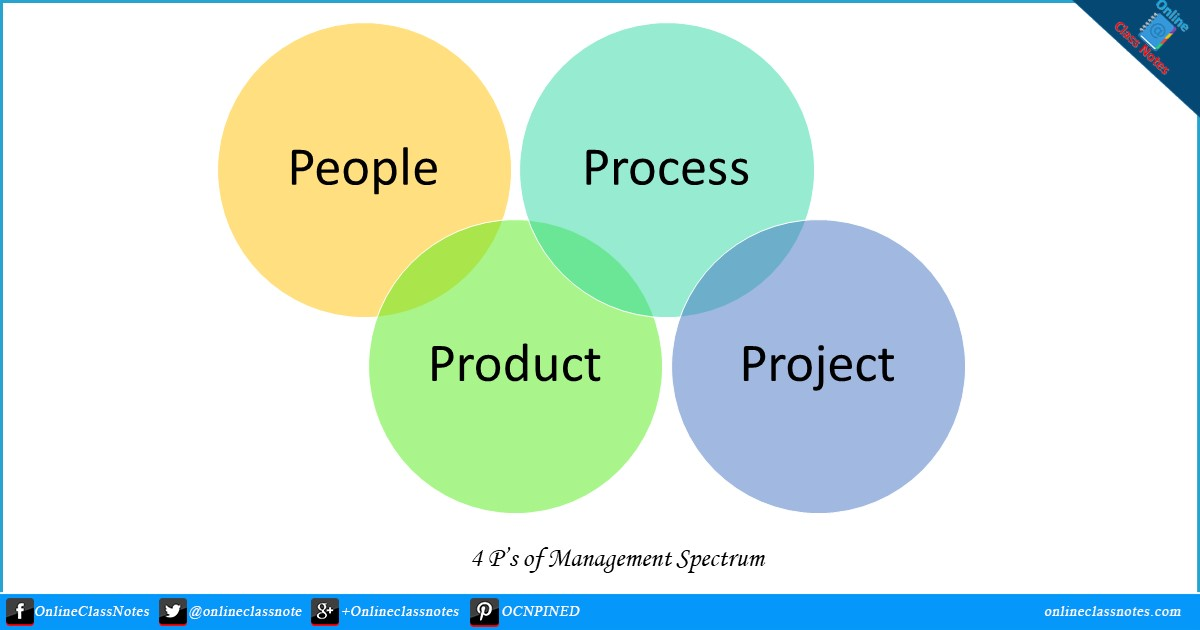 Online
Class Notes
People
Process
Product
Project
4 P's of Management Spectrum
f OnlineClassNotes @onlineclassnote g+ +Onlineclassnotes OCNPINED onlineclassnotes.com